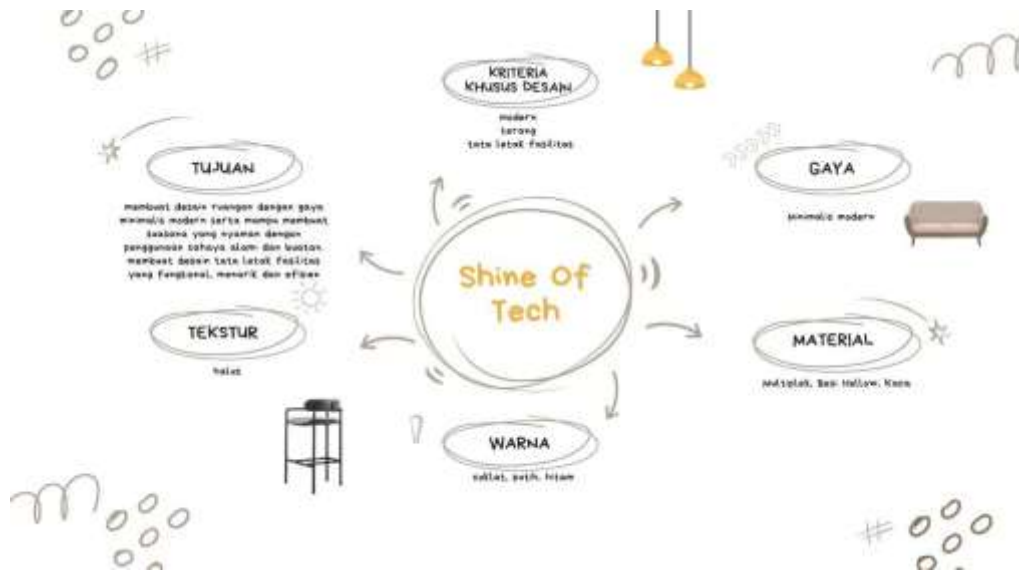 KRITERIA
KHUSUS DESAIN
modern
terang
tata letak fasilitas
TUJUAN
membuat desain ruangan dengan gaya
minimalis modern serta mampu membuat
suasana yang nyaman dengan
penggunaan cahaya alam dan buatan.
membuat desain tata letak fasilitas
yang fungsional, menarik dan efisien
GAYA
Minimalis modern
Shine Of
Tech
TEKSTUR
halus
MATERIAL
Multiplek, Besi Hollow, Kaca
WARNA
coklat, putih, hitam